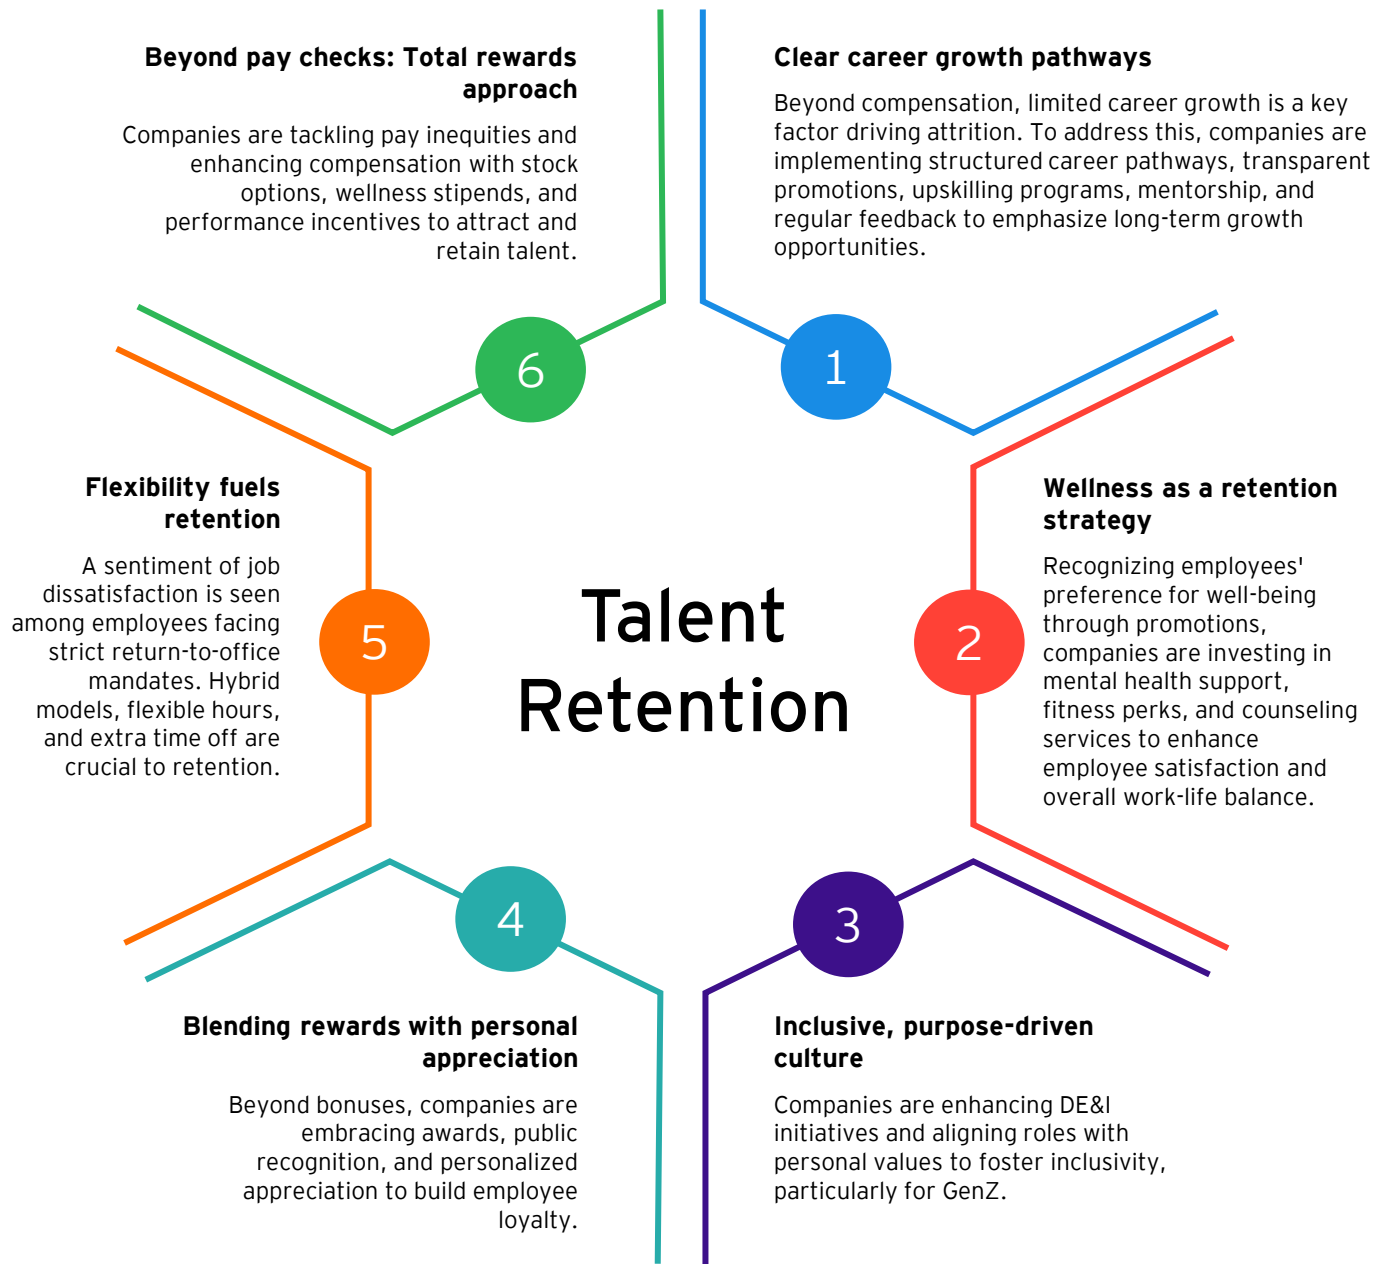 Beyond pay checks: Total rewards
approach
Companies are tackling pay inequities and
enhancing compensation with stock
options, wellness stipends, and
performance incentives to attract and
retain talent.
6
Clear career growth pathways
Beyond compensation, limited career growth is a key
factor driving attrition. To address this, companies are
implementing structured career pathways, transparent
promotions, upskilling programs, mentorship, and
regular feedback to emphasize long-term growth
opportunities.
1
Flexibility fuels
retention
A sentiment of job
dissatisfaction is seen
among employees facing
strict return-to-office
mandates. Hybrid
models, flexible hours,
and extra time off are
crucial to retention.
5
Talent
Retention
2
Wellness as a retention
strategy
Recognizing employees'
preference for well-being
through promotions,
companies are investing in
mental health support,
fitness perks, and counseling
services to enhance
employee satisfaction and
overall work-life balance.
4
Blending rewards with personal
appreciation
Beyond bonuses, companies are
embracing awards, public
recognition, and personalized
appreciation to build employee
loyalty.
3
Inclusive, purpose-driven
culture
Companies are enhancing DE&I
initiatives and aligning roles with
personal values to foster inclusivity,
particularly for GenZ.